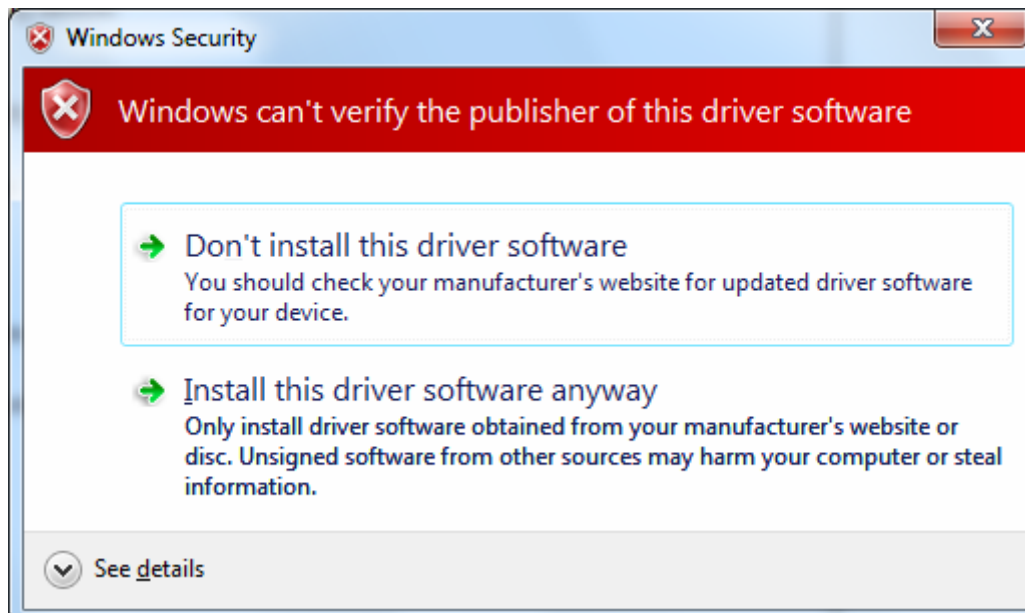 Windows Security
Windows can't verify the publisher of this driver software
Don't install this driver software
You should check your manufacturer's website for updated driver software
for your device.
Install this driver software anyway
Only install driver software obtained from your manufacturer's website or
disc. Unsigned software from other sources may harm your computer or steal
information.
See details